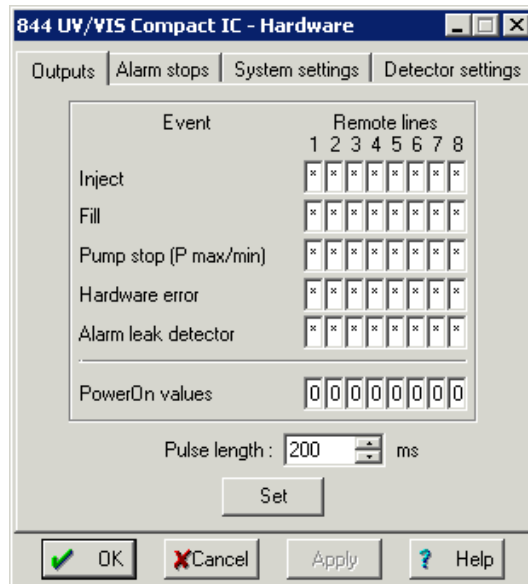 844 UV/VIS Compact IC - Hardware
Outputs Alarm stops System settings Detector settings
Event Remote lines
1 2 3 4 5 6 7 8
Inject * * * * * * * *
Fill * * * * * * * *
Pump stop (P max/min) * * * * * * * *
Hardware error * * * * * * * *
Alarm leak detector * * * * * * * *
PowerOn values 0 0 0 0 0 0 0 0
Pulse length : 200 ms
Set
OK Cancel Apply ? Help